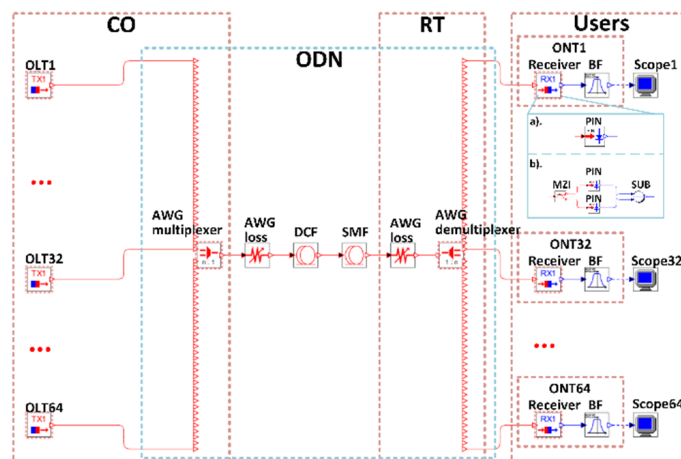 CO
ODN
RT
Users
OLT1
TX1
...
OLT32
TX1
...
OLT64
TX1
AWG
multiplexer
n : 1
AWG
loss
DCF
SMF
AWG
loss
AWG
demultiplexer
1 : n
ONT1
Receiver BF Scope1
RX1
a).
PIN
b).
PIN
MZI
SUB
PIN
ONT32
Receiver BF Scope32
RX1
...
ONT64
Receiver BF Scope64
RX1